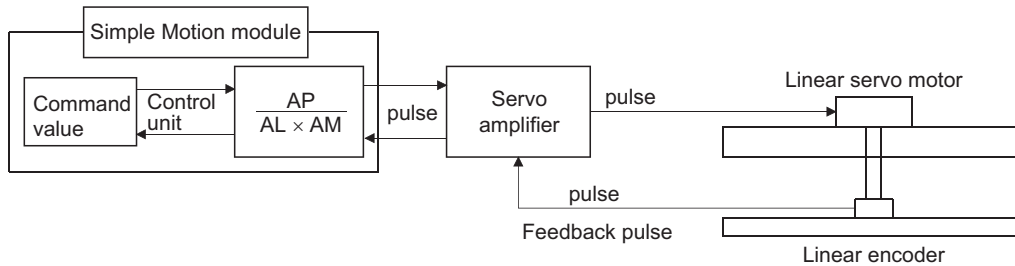 Simple Motion module
Command
value
Control
unit
AP
AL × AM
pulse
Servo
amplifier
pulse
Linear servo motor
pulse
Feedback pulse
Linear encoder